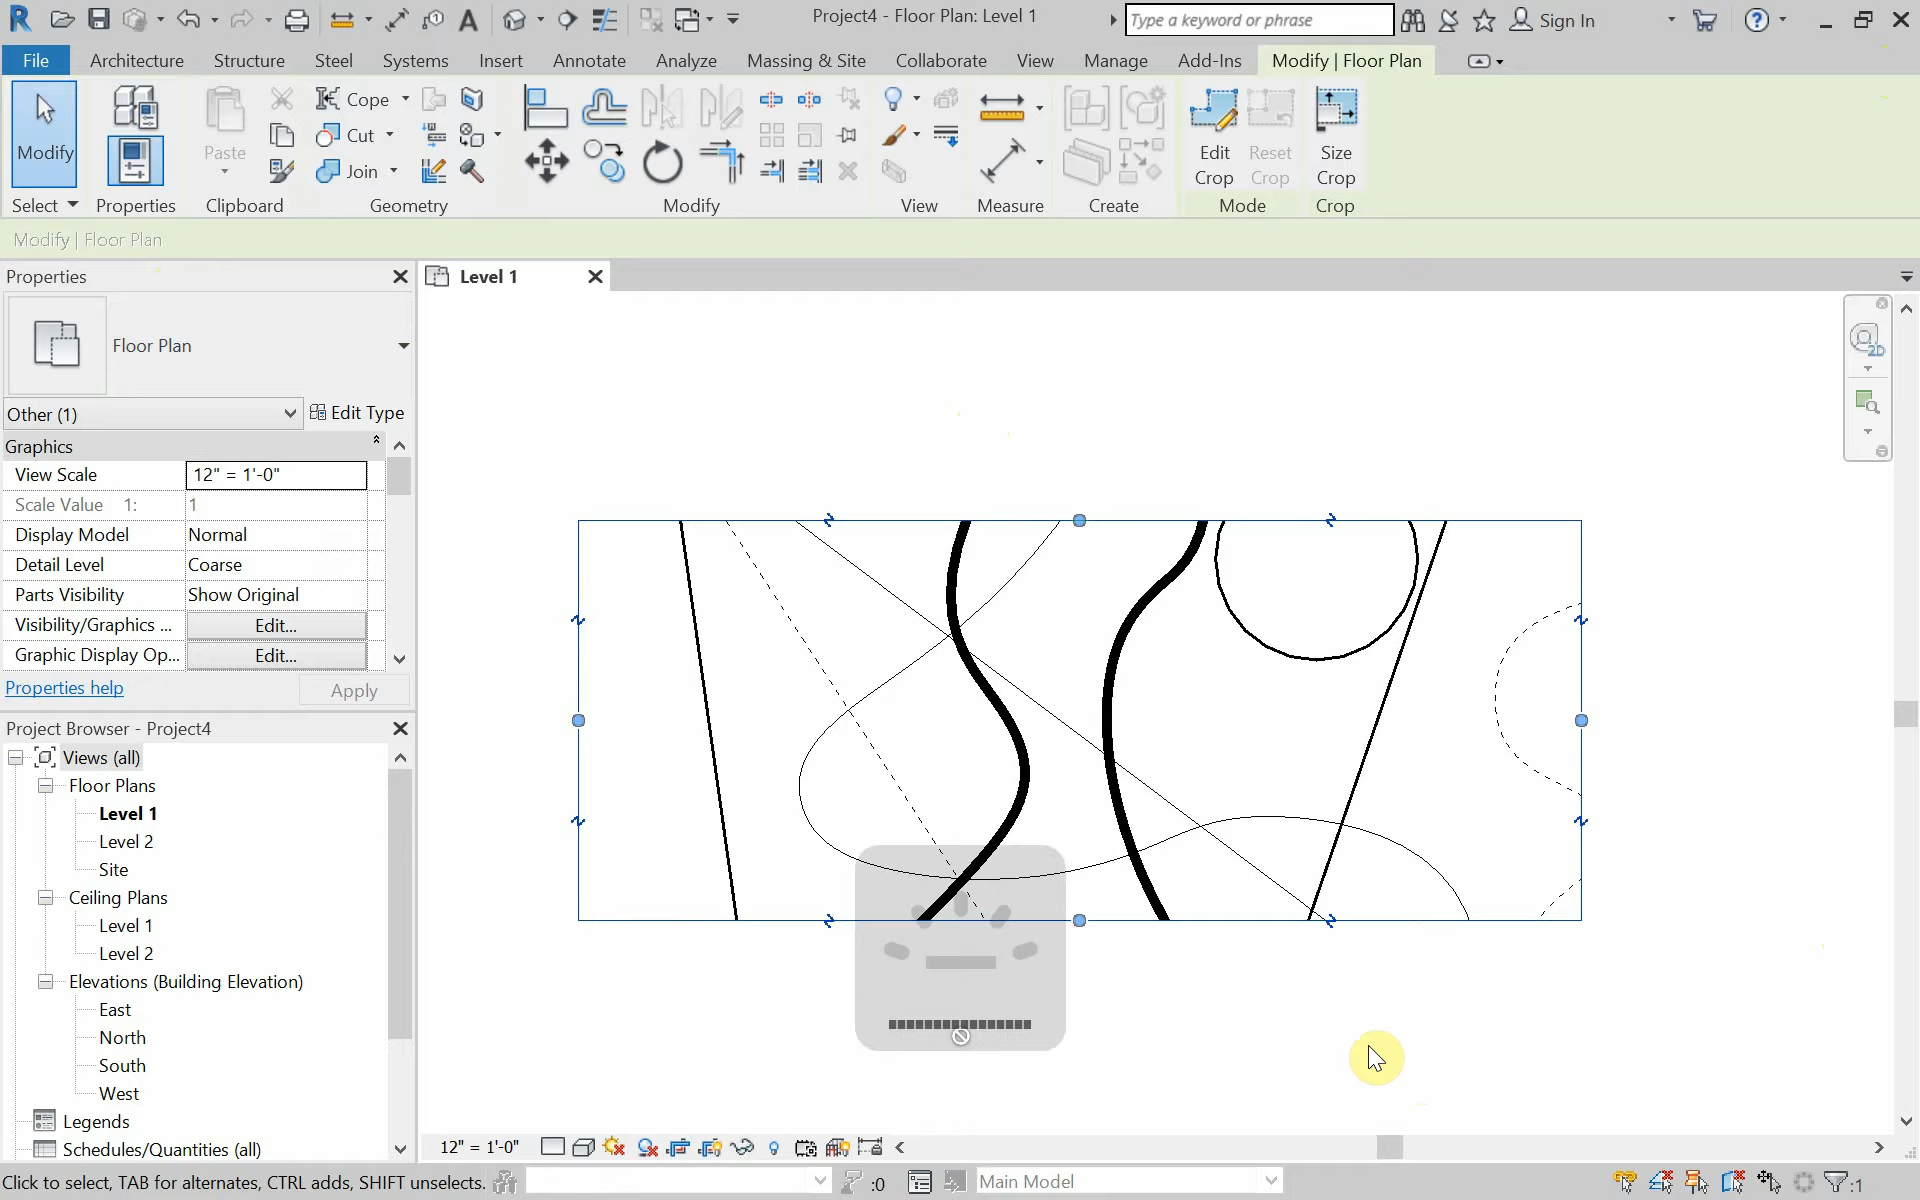 Project4 - Floor Plan: Level 1
Type a keyword or phrase
Sign In
File
Architecture
Structure
Steel
Systems
Insert
Annotate
Analyze
Massing & Site
Collaborate
View
Manage
Add-Ins
Modify | Floor Plan
Modify
Paste
Cope
Cut
Join
Edit Crop
Reset Crop
Size Crop
Select
Properties
Clipboard
Geometry
Modify
View
Measure
Create
Mode
Crop
Modify | Floor Plan
Properties
Floor Plan
Other (1)
Edit Type
Graphics
View Scale 12" = 1'-0"
Scale Value 1: 1
Display Model Normal
Detail Level Coarse
Parts Visibility Show Original
Visibility/Graphics ... Edit...
Graphic Display Op... Edit...
Properties help
Apply
Project Browser - Project4
Views (all)
Floor Plans
Level 1
Level 2
Site
Ceiling Plans
Level 1
Level 2
Elevations (Building Elevation)
East
North
South
West
Legends
Schedules/Quantities (all)
Level 1
2D
12" = 1'-0"
Click to select, TAB for alternates, CTRL adds, SHIFT unselects.
:0
Main Model
:1